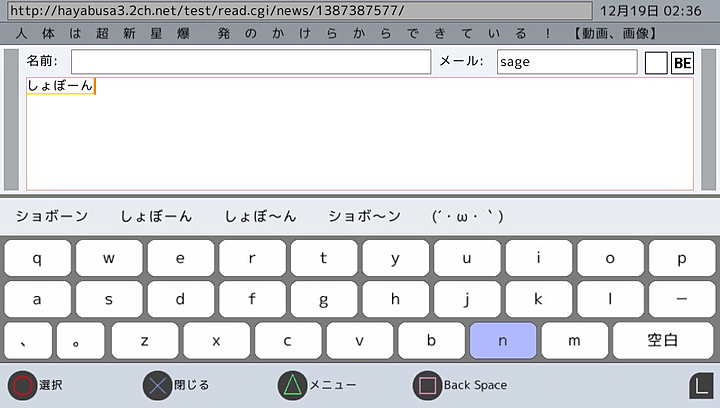 http://hayabusa3.2ch.net/test/read.cgi/news/1387387577/ 12月19日 02:36
人体は超新星爆 発のかけらからできている！【動画、画像】
名前: メール: sage BE
しょぼーん
ショボーン しょぼーん しょぼ～ん ショボ～ン (´・ω・｀)
q w e r t y u i o p
a s d f g h j k l ー
、 。 z x c v b n m 空白
選択 閉じる メニュー Back Space L